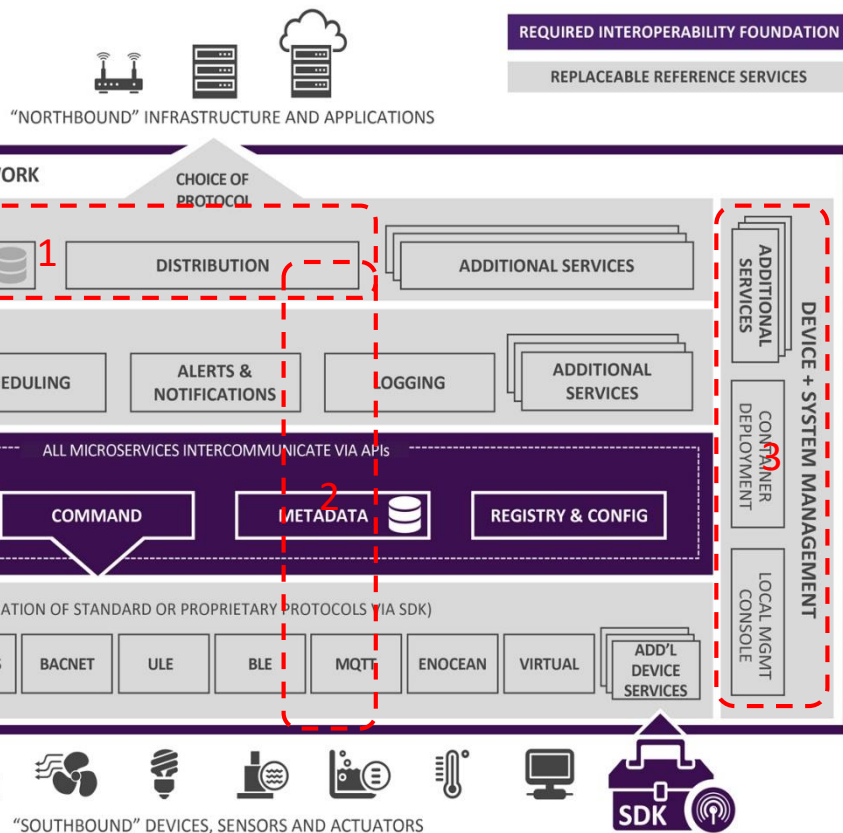 REQUIRED INTEROPERABILITY FOUNDATION
REPLACEABLE REFERENCE SERVICES
"NORTHBOUND" INFRASTRUCTURE AND APPLICATIONS
WORK
CHOICE OF
PROTOCOL
1
DISTRIBUTION
ADDITIONAL SERVICES
ADDITIONAL
SERVICES
EDULING
ALERTS &
NOTIFICATIONS
LOGGING
ADDITIONAL
SERVICES
CONTAINER
DEPLOYMENT
3
DEVICE + SYSTEM MANAGEMENT
ALL MICROSERVICES INTERCOMMUNICATE VIA APIs
COMMAND
METADATA
2
REGISTRY & CONFIG
LOCAL MGMT
CONSOLE
ATION OF STANDARD OR PROPRIETARY PROTOCOLS VIA SDK)
S
BACNET
ULE
BLE
MQTT
ENOCEAN
VIRTUAL
ADD'L
DEVICE
SERVICES
SDK
"SOUTHBOUND" DEVICES, SENSORS AND ACTUATORS